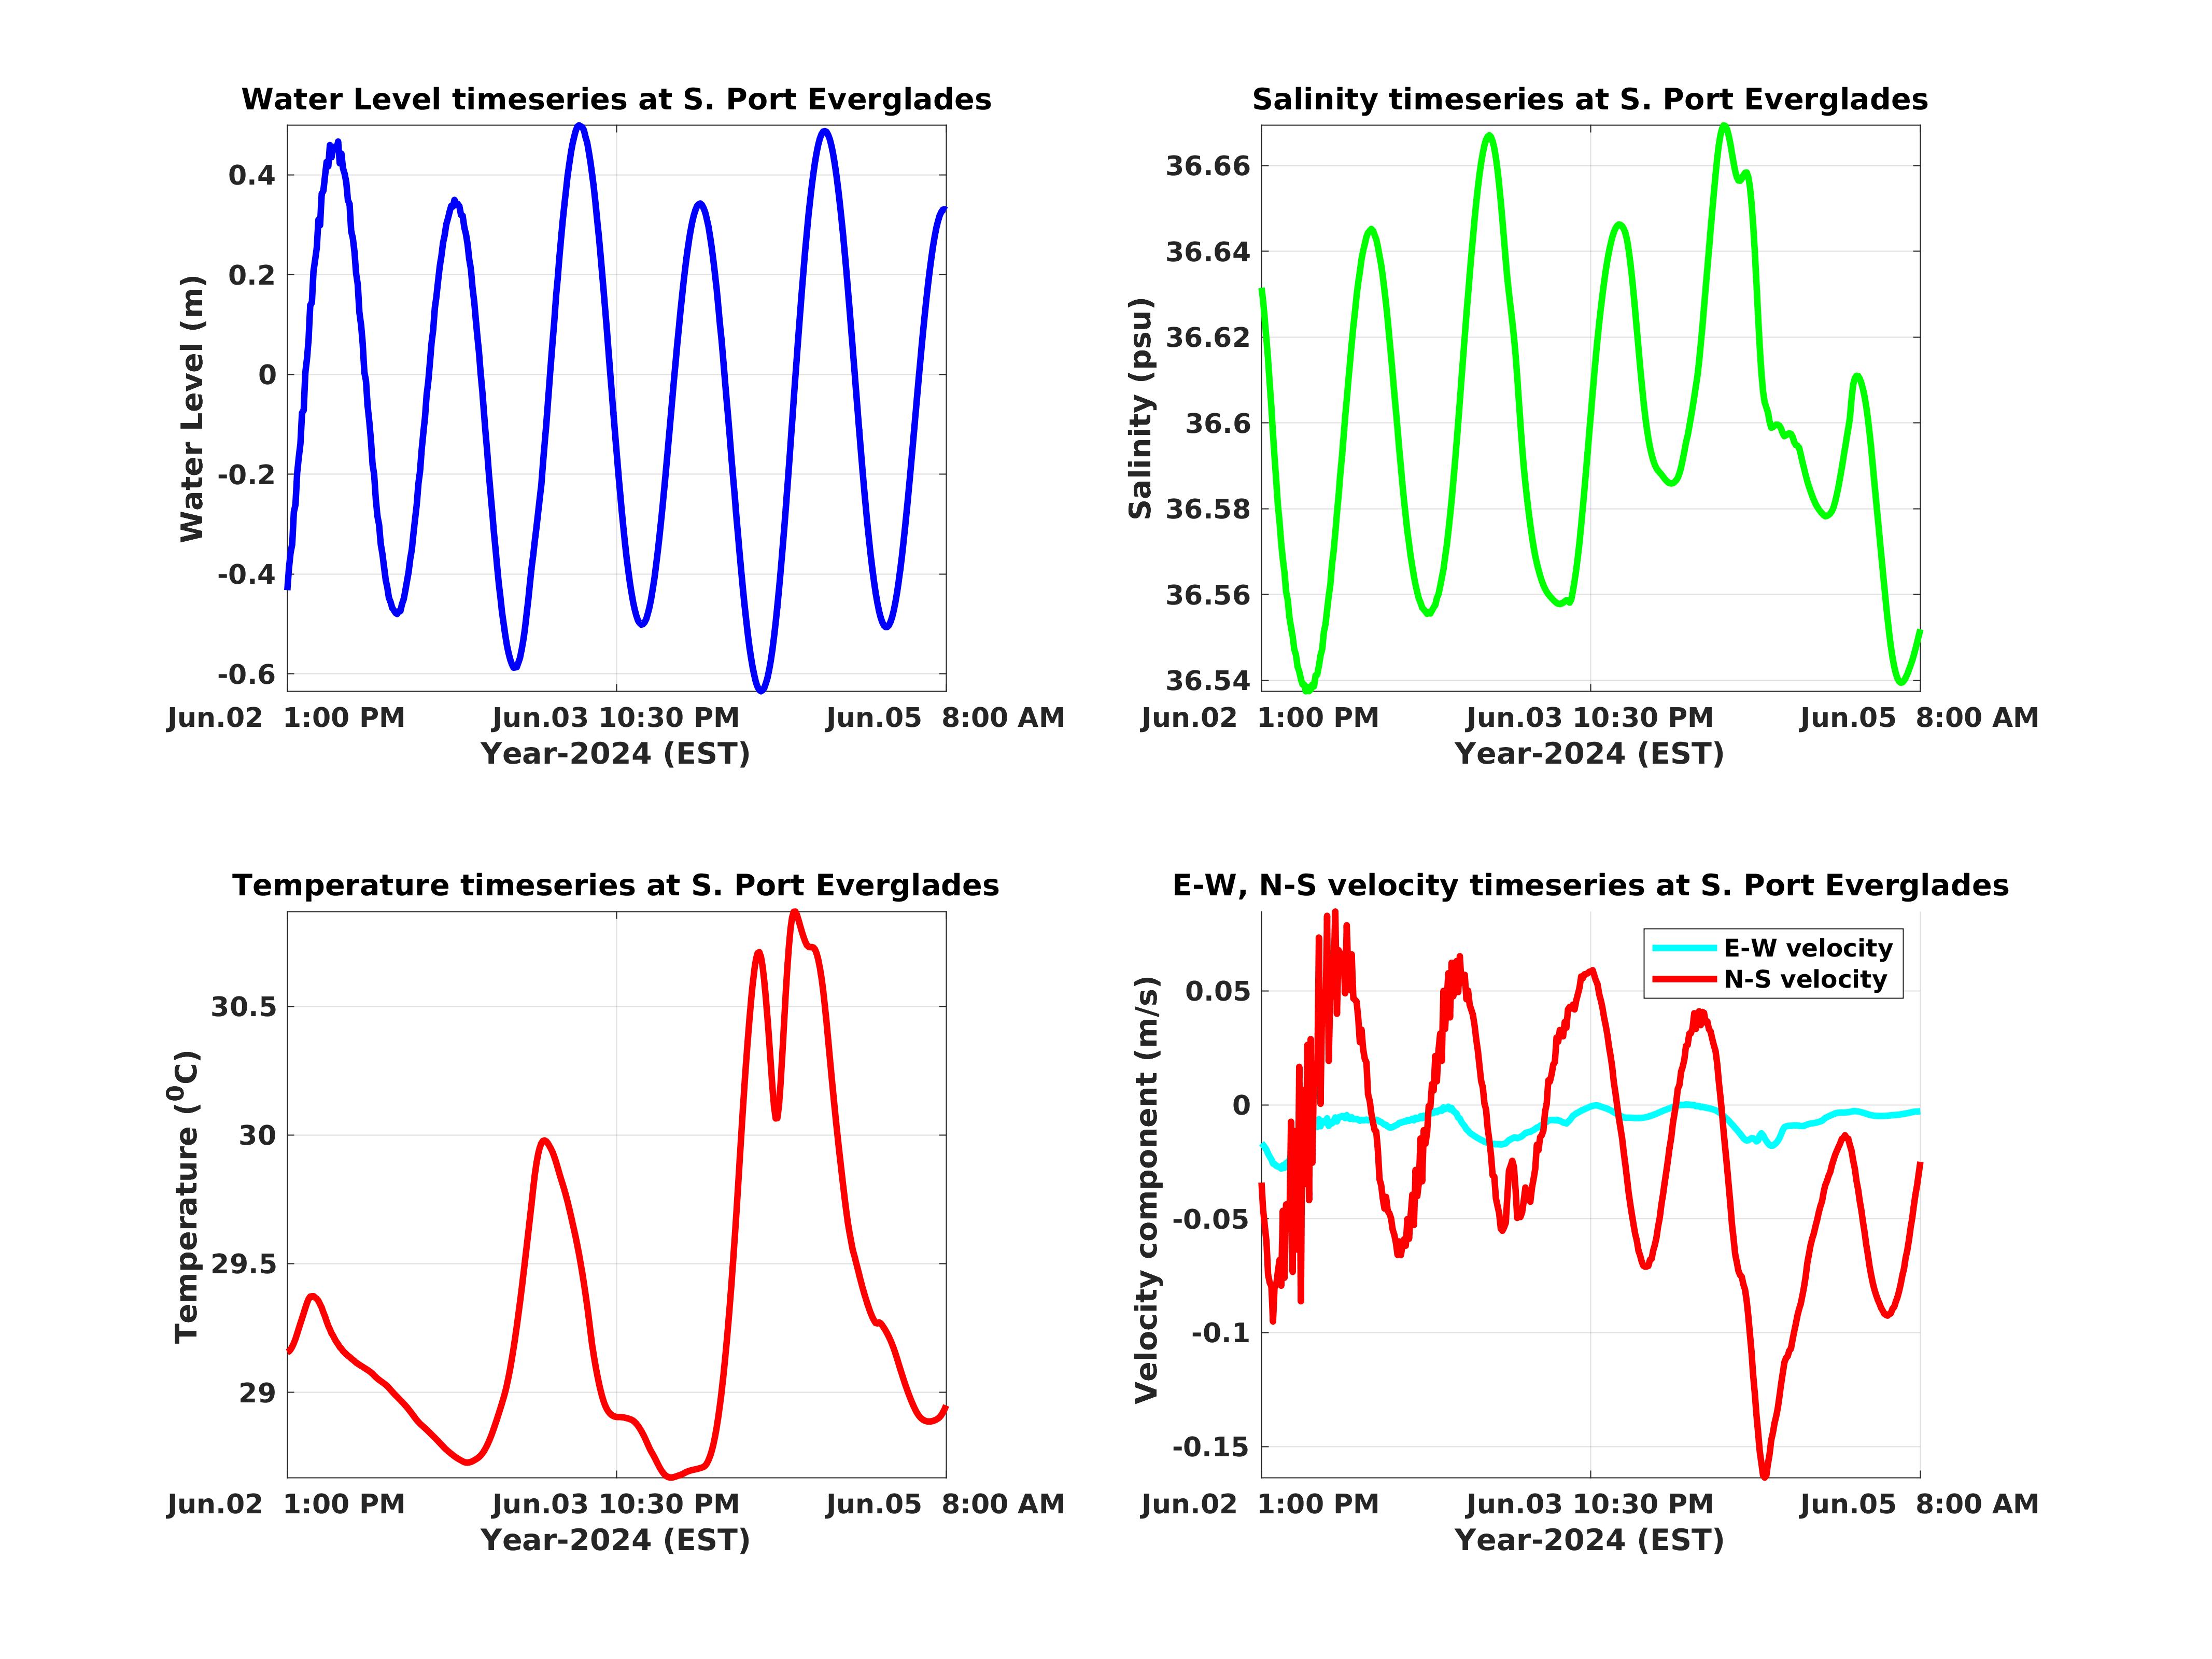 Water Level timeseries at S. Port Everglades
Water Level (m)
0.4
0.2
0
-0.2
-0.4
-0.6
Jun.02  1:00 PM
Jun.03 10:30 PM
Jun.05  8:00 AM
Year-2024 (EST)
Salinity timeseries at S. Port Everglades
Salinity (psu)
36.66
36.64
36.62
36.6
36.58
36.56
36.54
Jun.02  1:00 PM
Jun.03 10:30 PM
Jun.05  8:00 AM
Year-2024 (EST)
Temperature timeseries at S. Port Everglades
Temperature (⁰C)
30.5
30
29.5
29
Jun.02  1:00 PM
Jun.03 10:30 PM
Jun.05  8:00 AM
Year-2024 (EST)
E-W, N-S velocity timeseries at S. Port Everglades
Velocity component (m/s)
E-W velocity
N-S velocity
0.05
0
-0.05
-0.1
-0.15
Jun.02  1:00 PM
Jun.03 10:30 PM
Jun.05  8:00 AM
Year-2024 (EST)